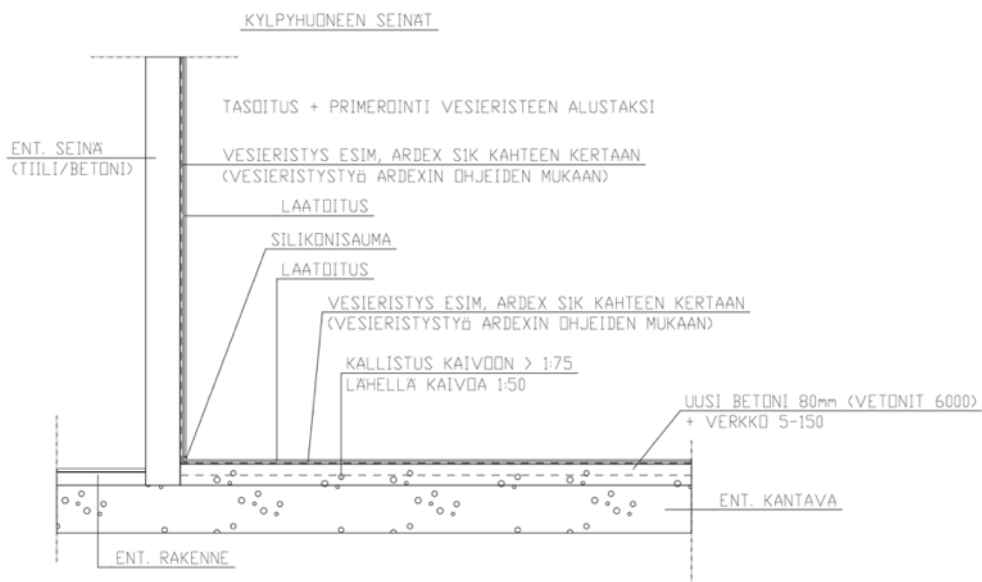 KYLPYHUONEEN SEINÄT
TASOITUS + PRIMEROINTI VESIERISTEEN ALUSTAKSI
ENT. SEINÄ
(TIILI/BETONI)
VESIERISTYS ESIM, ARDEX S1K KAHTEEN KERTAAN
(VESIERISTYSTYÖ ARDEXIN OHJEIDEN MUKAAN)
LAATOITUS
SILIKONISAUMA
LAATOITUS
VESIERISTYS ESIM, ARDEX S1K KAHTEEN KERTAAN
(VESIERISTYSTYÖ ARDEXIN OHJEIDEN MUKAAN)
KALLISTUS KAIVOON > 1:75
LÄHELLÄ KAIVOA 1:50
UUSI BETONI 80mm (VETONIT 6000)
+ VERKKO 5-150
ENT. KANTAVA
ENT. RAKENNE